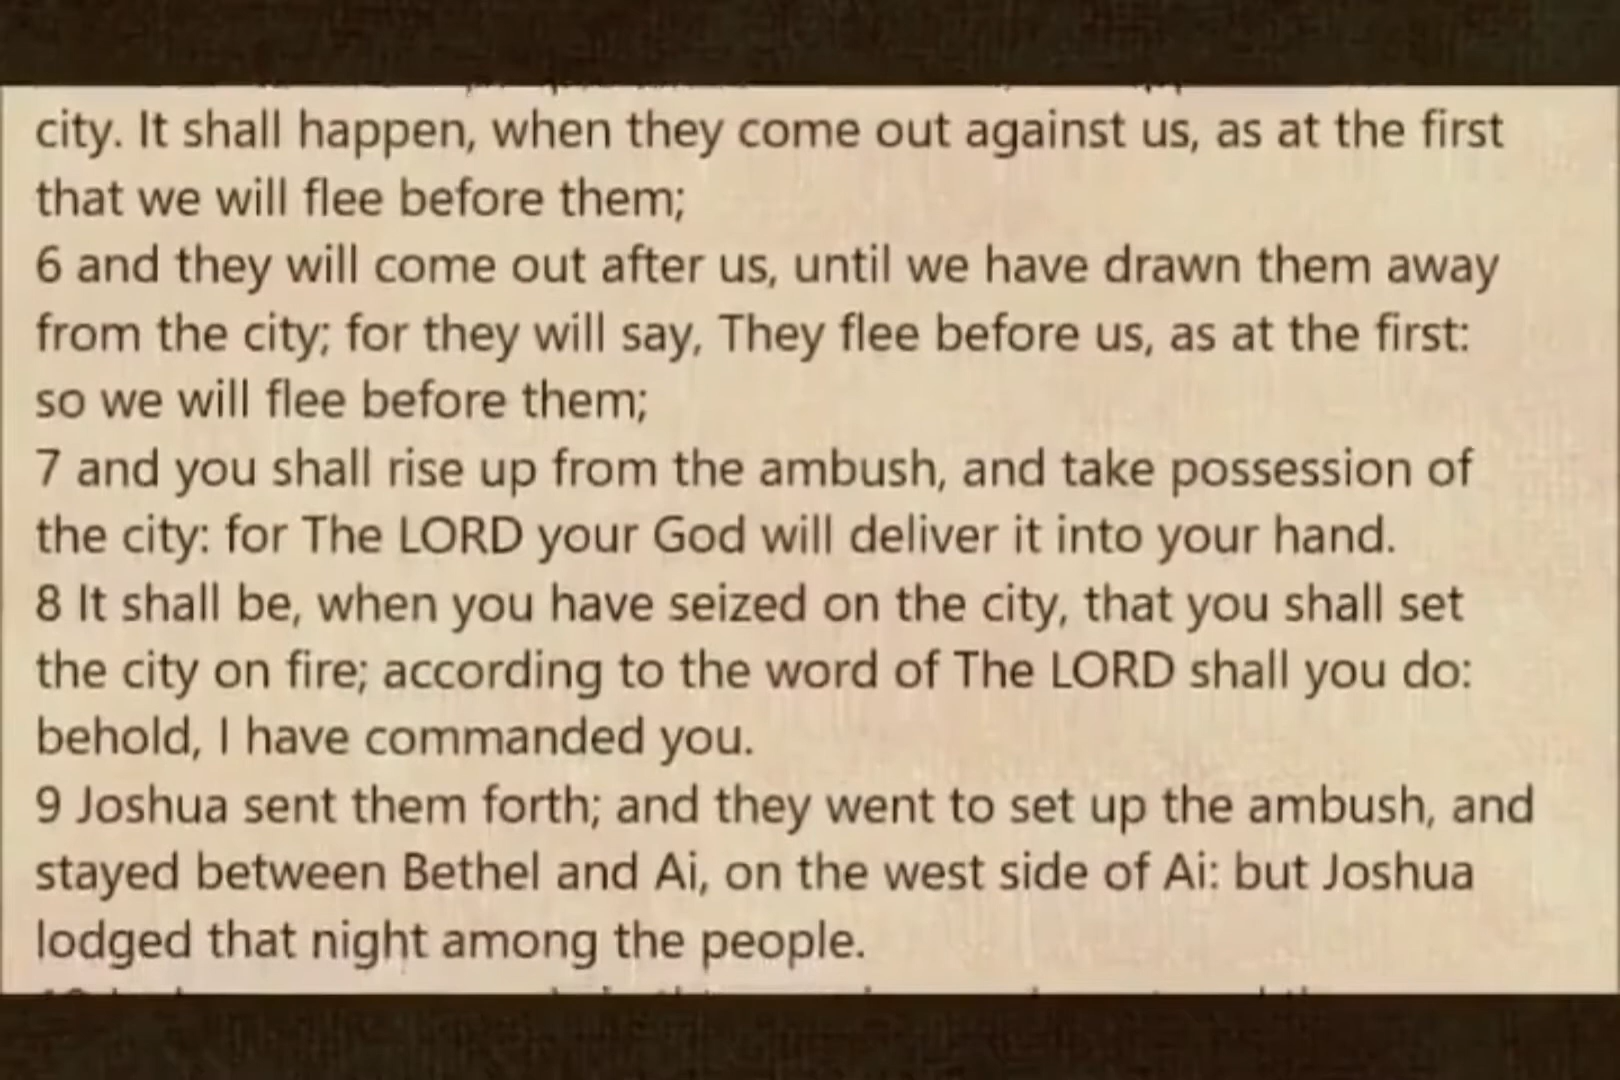 city. It shall happen, when they come out against us, as at the first
that we will flee before them;
6 and they will come out after us, until we have drawn them away
from the city; for they will say, They flee before us, as at the first:
so we will flee before them;
7 and you shall rise up from the ambush, and take possession of
the city: for The LORD your God will deliver it into your hand.
8 It shall be, when you have seized on the city, that you shall set
the city on fire; according to the word of The LORD shall you do:
behold, I have commanded you.
9 Joshua sent them forth; and they went to set up the ambush, and
stayed between Bethel and Ai, on the west side of Ai: but Joshua
lodged that night among the people.